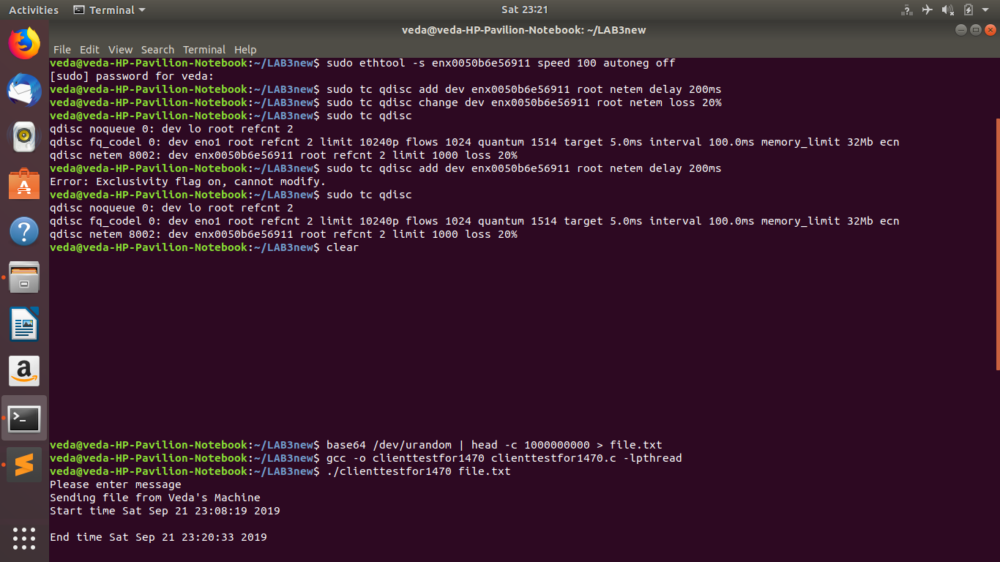 Activities Terminal Sat 23:21
veda@veda-HP-Pavilion-Notebook: ~/LAB3new
File Edit View Search Terminal Help
veda@veda-HP-Pavilion-Notebook:~/LAB3new$ sudo ethtool -s enx0050b6e56911 speed 100 autoneg off
[sudo] password for veda:
veda@veda-HP-Pavilion-Notebook:~/LAB3new$ sudo tc qdisc add dev enx0050b6e56911 root netem delay 200ms
veda@veda-HP-Pavilion-Notebook:~/LAB3new$ sudo tc qdisc change dev enx0050b6e56911 root netem loss 20%
veda@veda-HP-Pavilion-Notebook:~/LAB3new$ sudo tc qdisc
qdisc noqueue 0: dev lo root refcnt 2
qdisc fq_codel 0: dev eno1 root refcnt 2 limit 10240p flows 1024 quantum 1514 target 5.0ms interval 100.0ms memory_limit 32Mb ecn
qdisc netem 8002: dev enx0050b6e56911 root refcnt 2 limit 1000 loss 20%
veda@veda-HP-Pavilion-Notebook:~/LAB3new$ sudo tc qdisc add dev enx0050b6e56911 root netem delay 200ms
Error: Exclusivity flag on, cannot modify.
veda@veda-HP-Pavilion-Notebook:~/LAB3new$ sudo tc qdisc
qdisc noqueue 0: dev lo root refcnt 2
qdisc fq_codel 0: dev eno1 root refcnt 2 limit 10240p flows 1024 quantum 1514 target 5.0ms interval 100.0ms memory_limit 32Mb ecn
qdisc netem 8002: dev enx0050b6e56911 root refcnt 2 limit 1000 loss 20%
veda@veda-HP-Pavilion-Notebook:~/LAB3new$ clear
veda@veda-HP-Pavilion-Notebook:~/LAB3new$ base64 /dev/urandom | head -c 1000000000 > file.txt
veda@veda-HP-Pavilion-Notebook:~/LAB3new$ gcc -o clienttestfor1470 clienttestfor1470.c -lpthread
veda@veda-HP-Pavilion-Notebook:~/LAB3new$ ./clienttestfor1470 file.txt
Please enter message
Sending file from Veda's Machine
Start time Sat Sep 21 23:08:19 2019
End time Sat Sep 21 23:20:33 2019